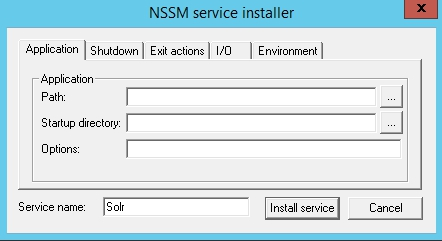 NSSM service installer
x
Application Shutdown Exit actions I/O Environment
Application
Path:
...
Startup directory:
...
Options:
Service name: Solr Install service Cancel